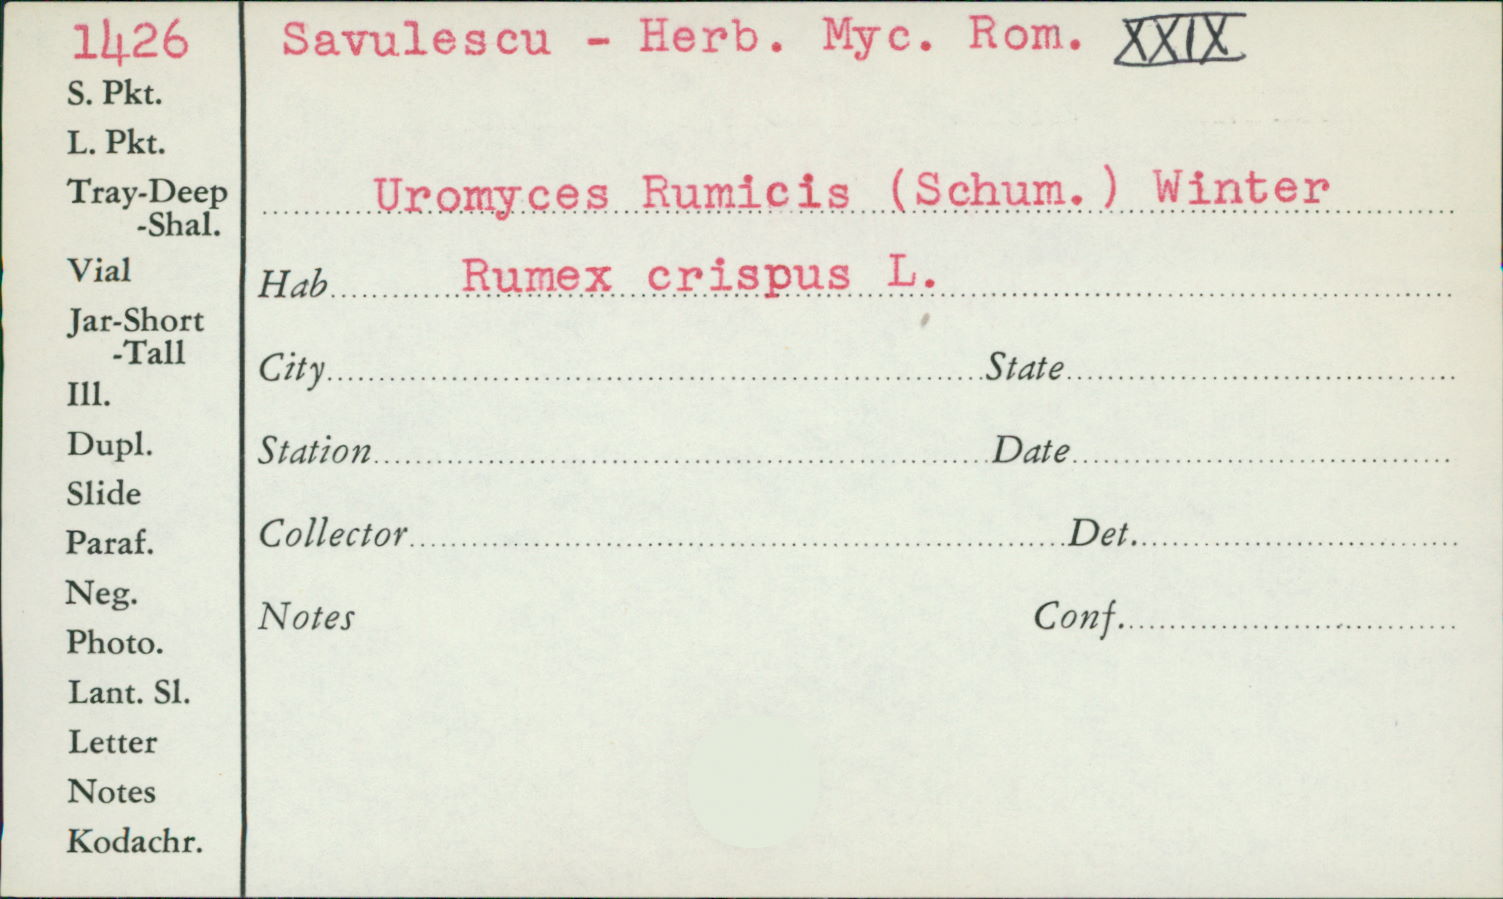 1426
Savulescu - Herb. Myc. Rom. XXIX
S. Pkt.
L. Pkt.
Tray-Deep
-Shal.
Uromyces Rumicis (Schum.) Winter
Vial
Hab Rumex crispus L.
Jar-Short
-Tall
City State
Ill.
Dupl.
Station Date
Slide
Paraf.
Collector Det.
Neg.
Notes Conf.
Photo.
Lant. Sl.
Letter
Notes
Kodachr.